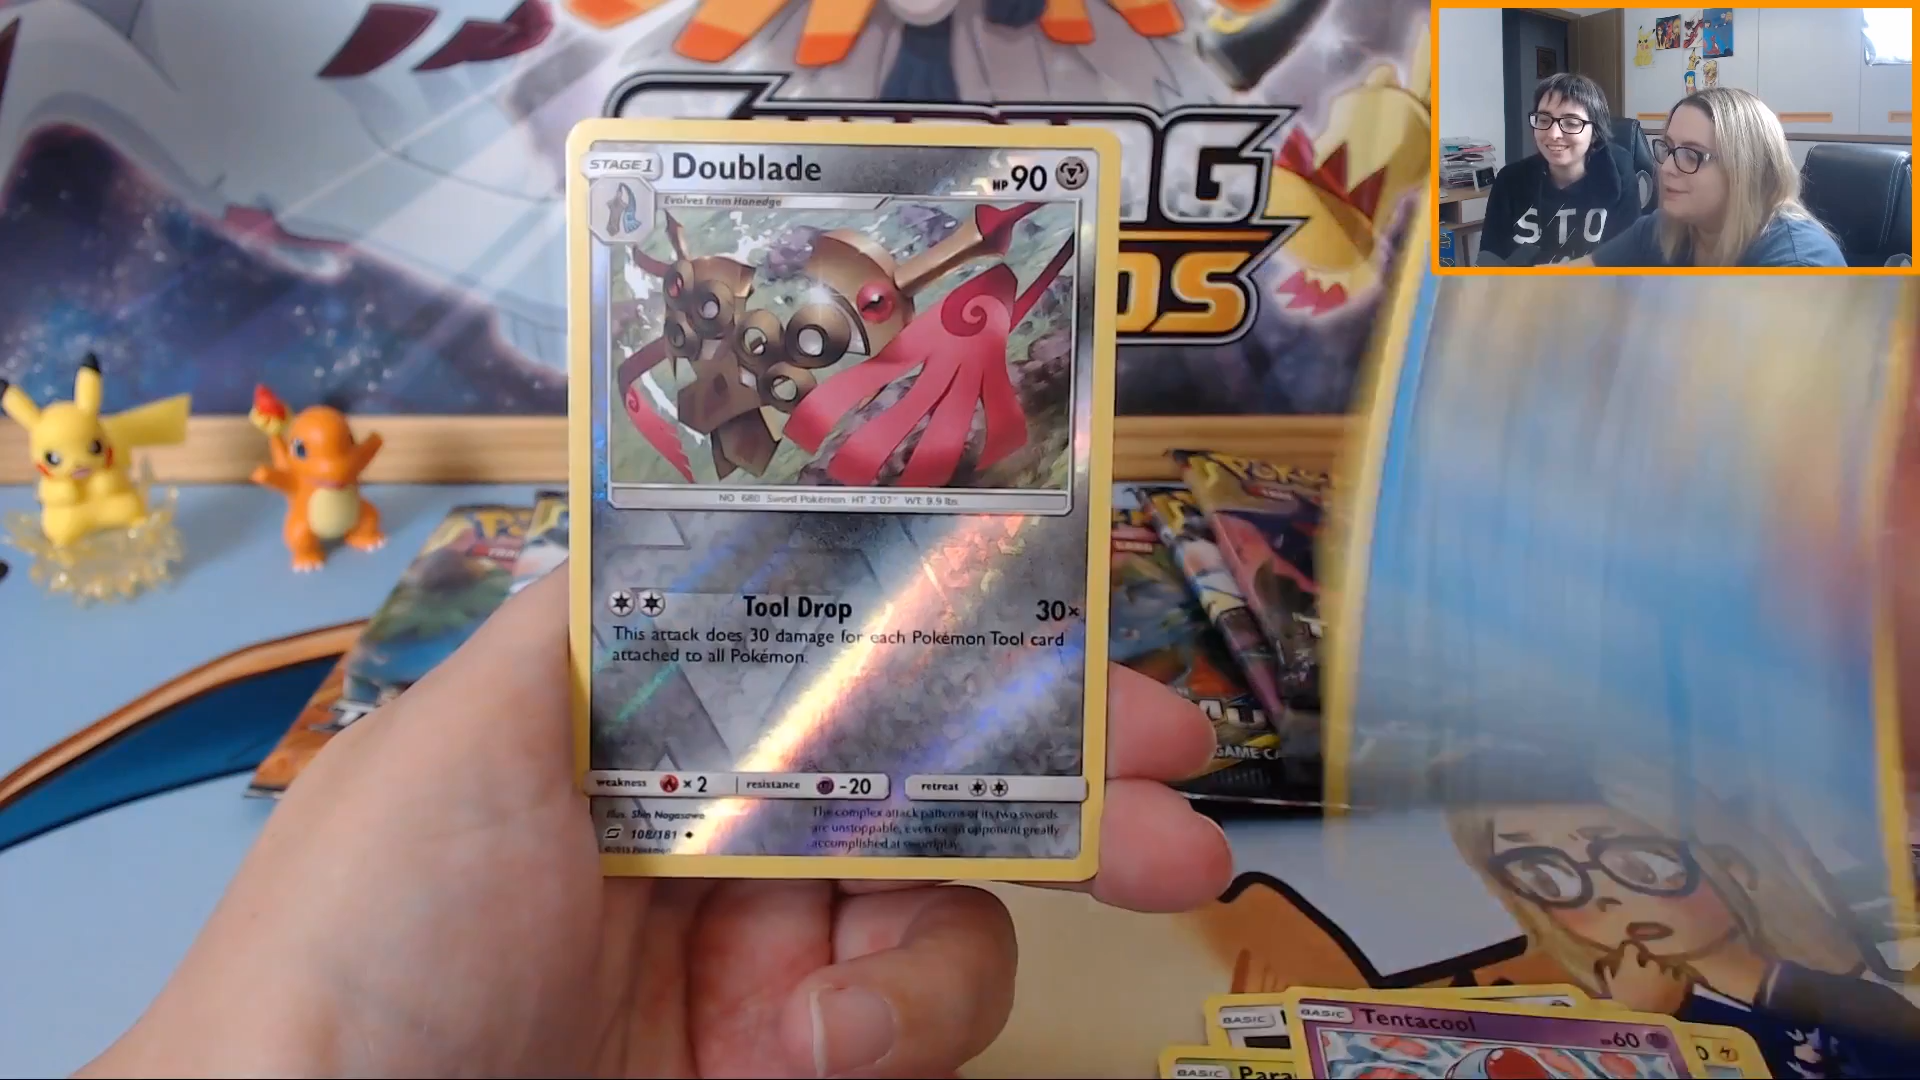 STAGE 1 Doublade HP 90
Evolves from Honedge
NO 680 Sword Pokémon HT: 2'07" WT: 9.9 lbs.
Tool Drop 30×
This attack does 30 damage for each Pokémon Tool card
attached to all Pokémon.
weakness × 2 resistance -20 retreat
Illus. Shin Nagasawa
108/181
The complex attack patterns of its two swords
are unstoppable, even for an opponent greatly
accomplished at swordplay.
STO
GAME
BASIC
BASIC Tentacool 60
BASIC Para